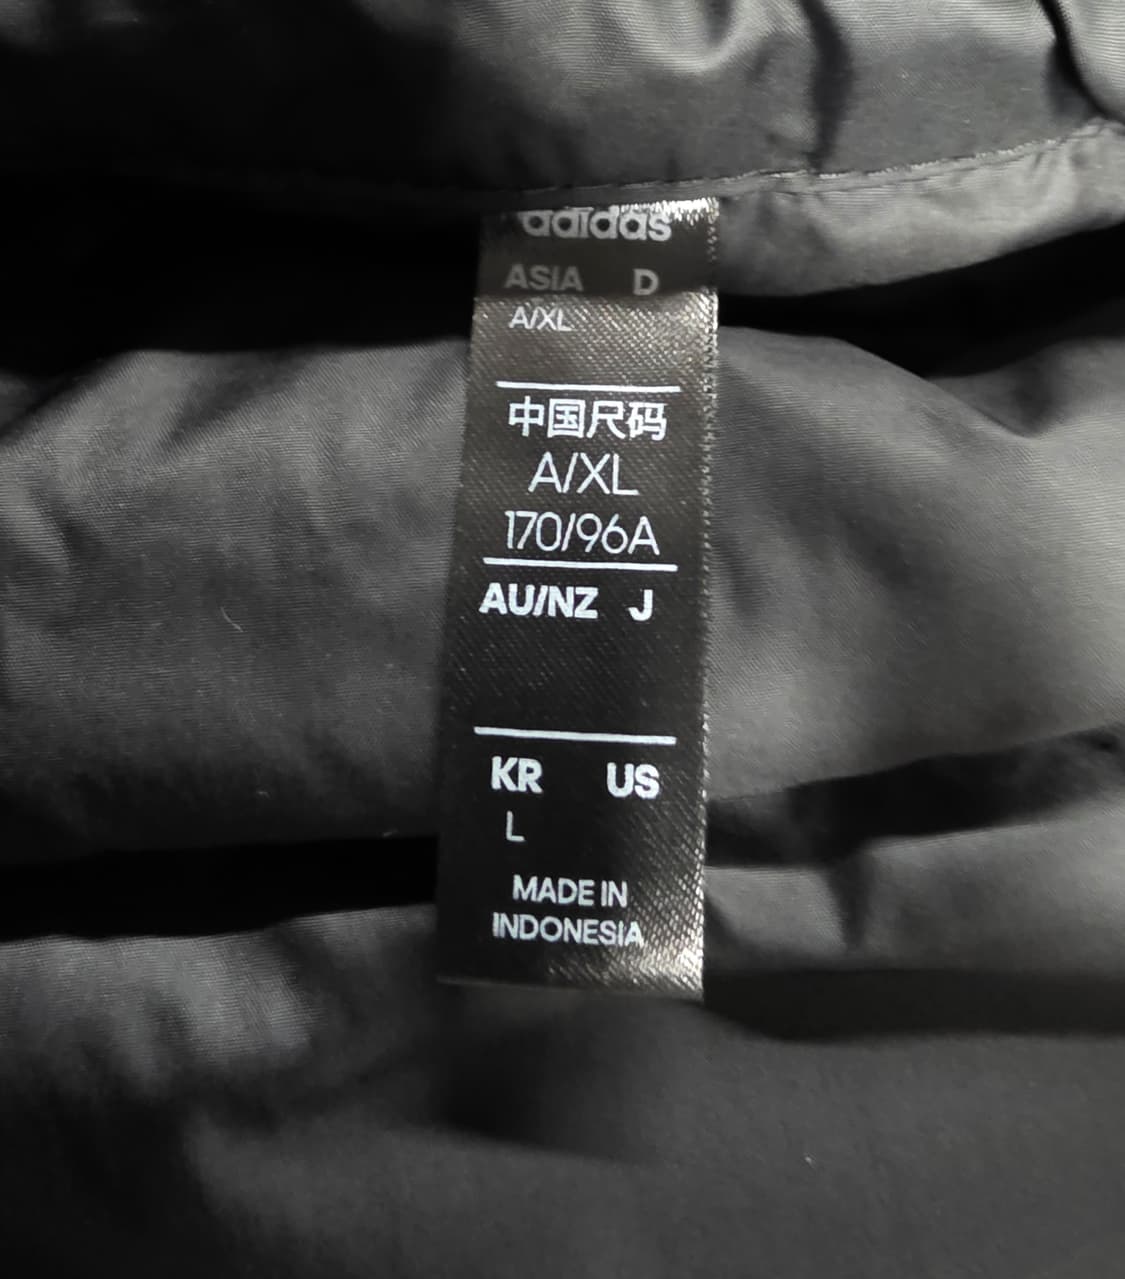 adidas
ASIA D
A/XL
中国尺码
A/XL
170/96A
AU/NZ J
KR US
L
MADE IN
INDONESIA